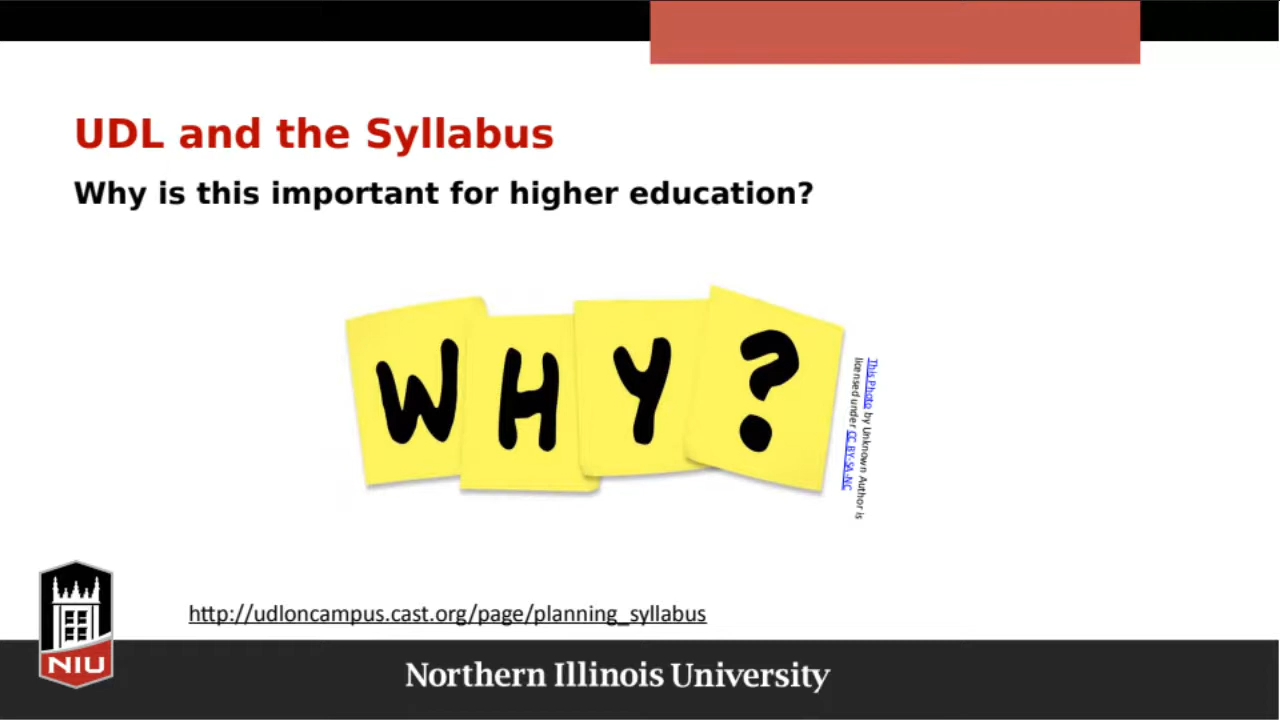 UDL and the Syllabus
Why is this important for higher education?
WHY?
This Photo by Unknown Author is
licensed under CC BY-SA-NC
http://udloncampus.cast.org/page/planning_syllabus
NIU
Northern Illinois University